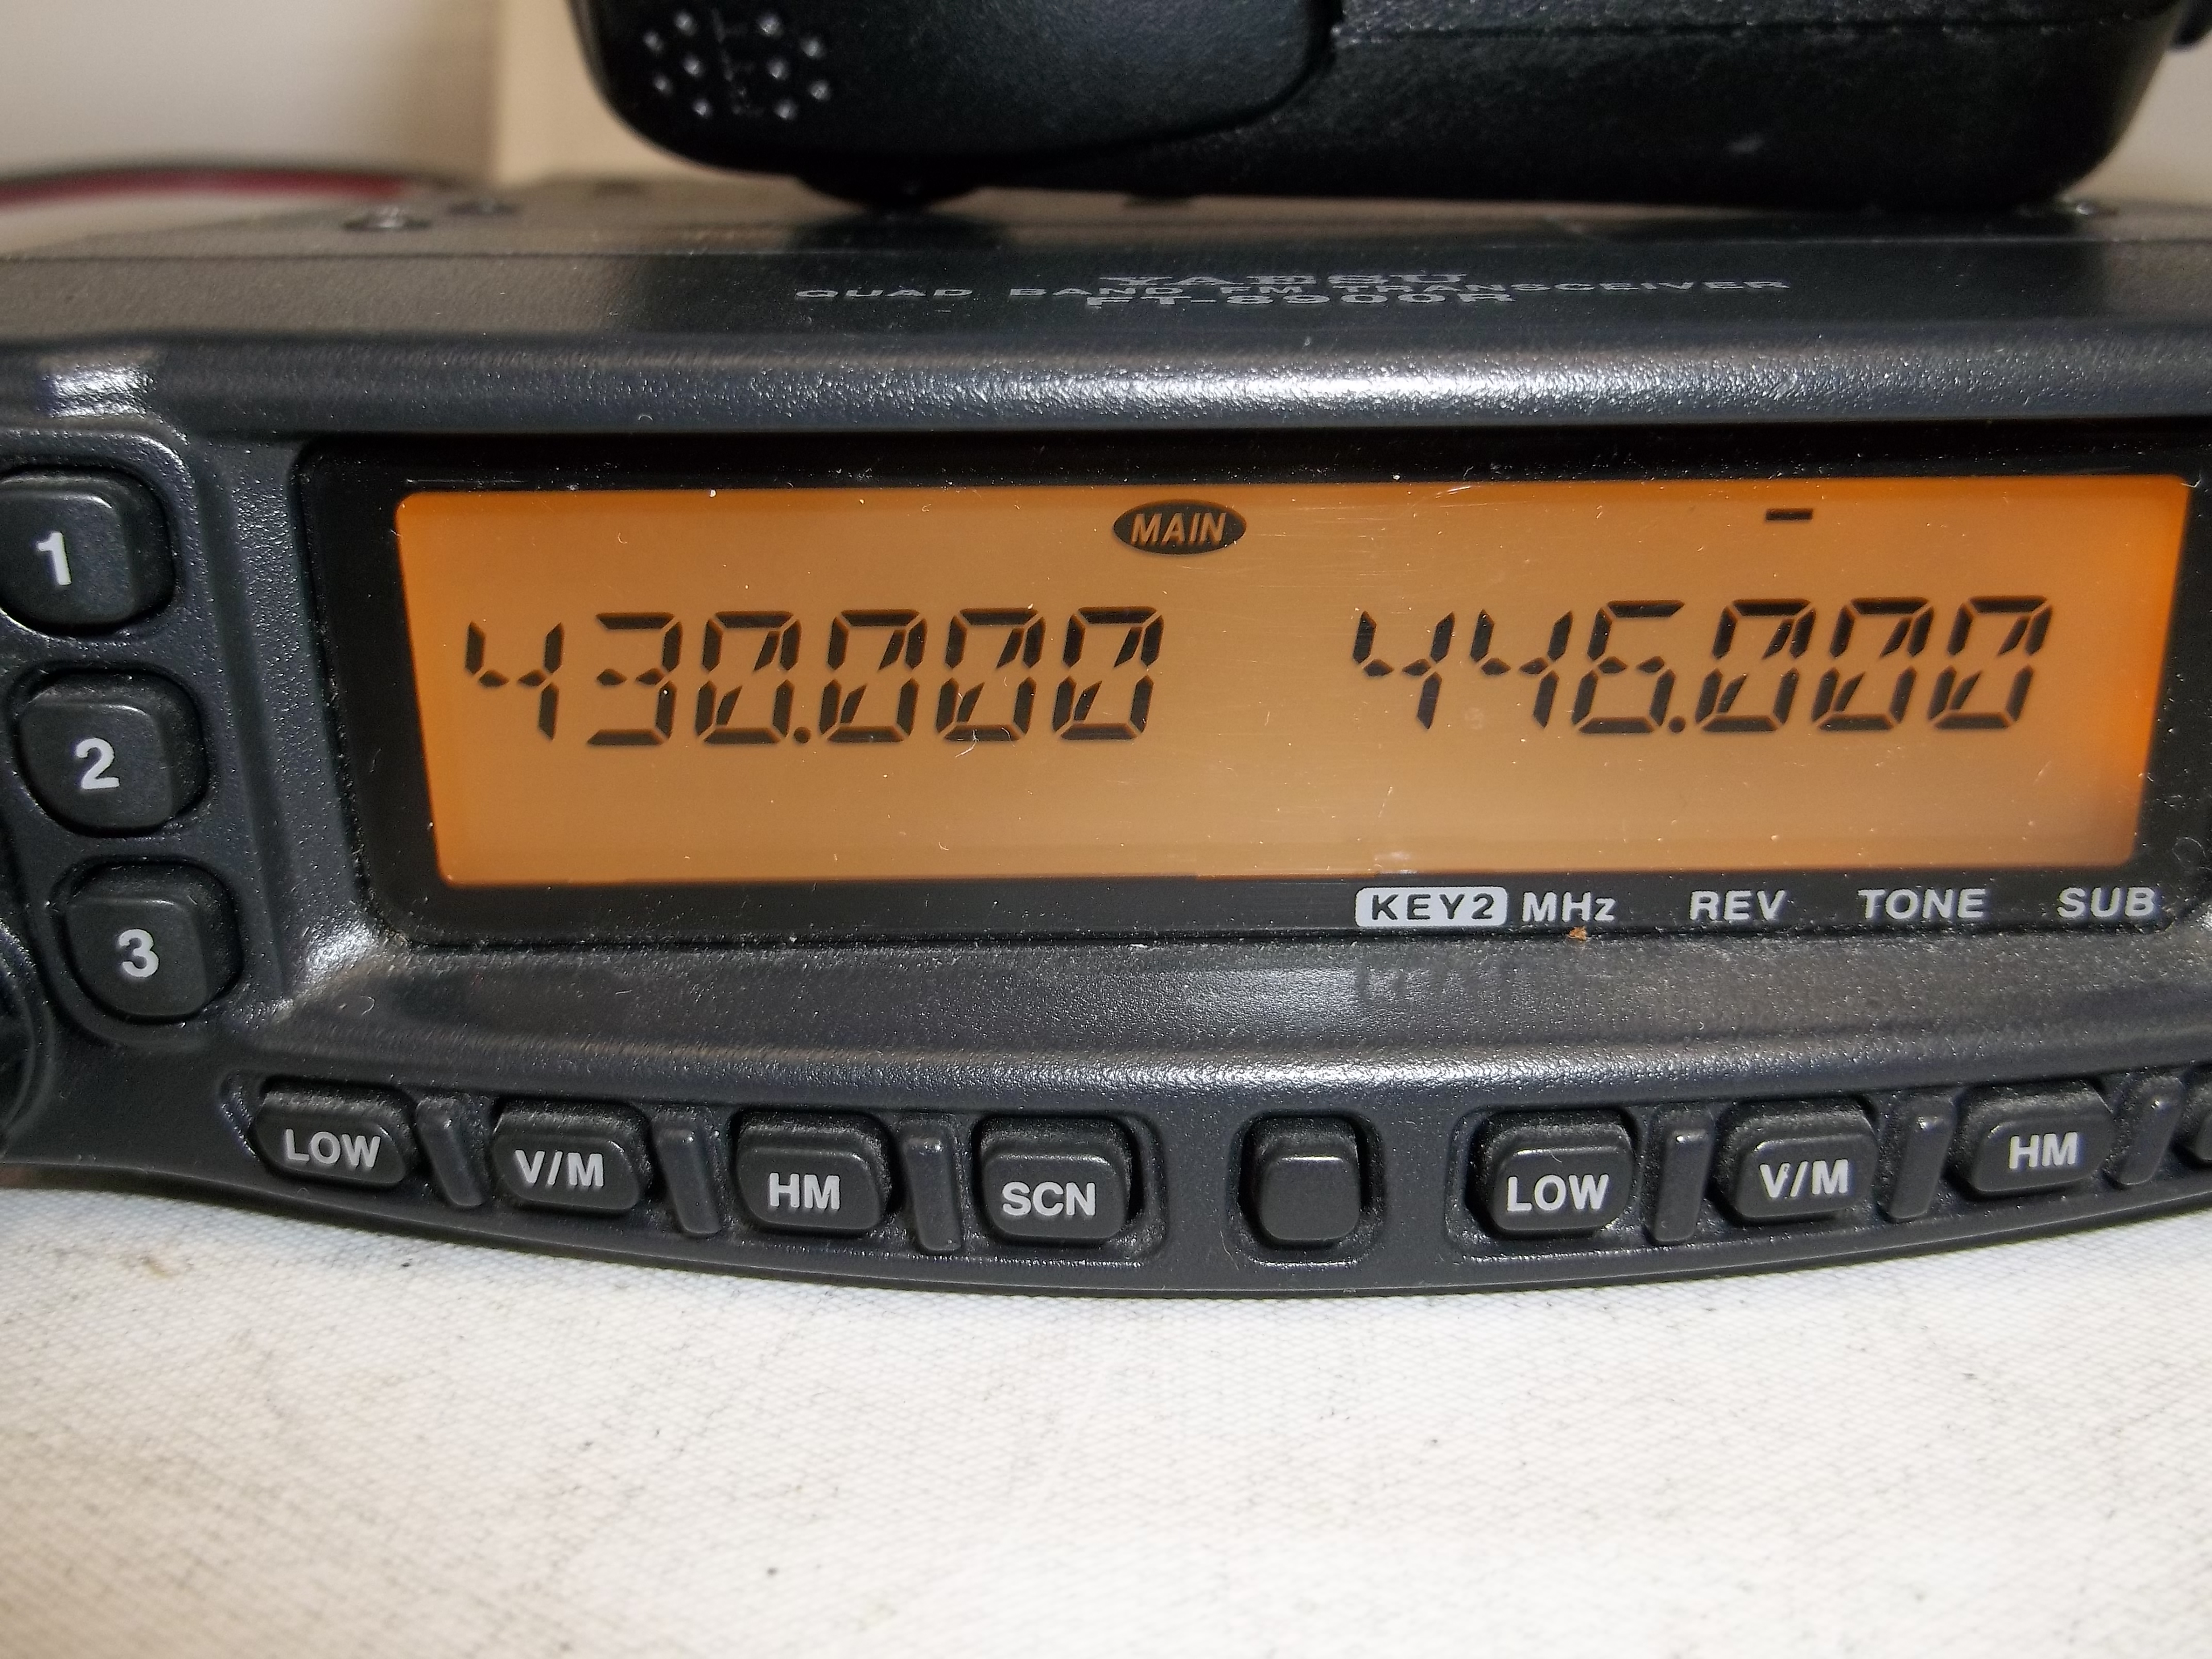 YAESU
QUAD BAND FM TRANSCEIVER
FT-8900R
MAIN
-
430.000 446.000
1
2
3
KEY2 MHz REV TONE SUB
LOW V/M HM SCN LOW V/M HM